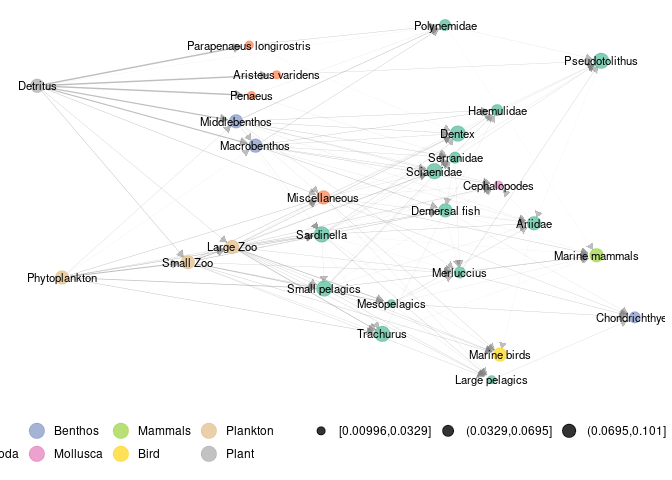 Polynemidae
Parapenaeus longirostris
Pseudotolithus
Aristeus varidens
Detritus
Penaeus
Haemulidae
Middlebenthos
Dentex
Macrobenthos
Serranidae
Sciaenidae
Cephalopodes
Miscellaneous
Demersal fish
Ariidae
Sardinella
Large Zoo
Marine mammals
Small Zoo
Merluccius
Phytoplankton
Small pelagics
Mesopelagics
Chondrichthye
Trachurus
Marine birds
Large pelagics
Benthos Mammals Plankton [0.00996,0.0329] (0.0329,0.0695] (0.0695,0.101]
oda Mollusca Bird Plant